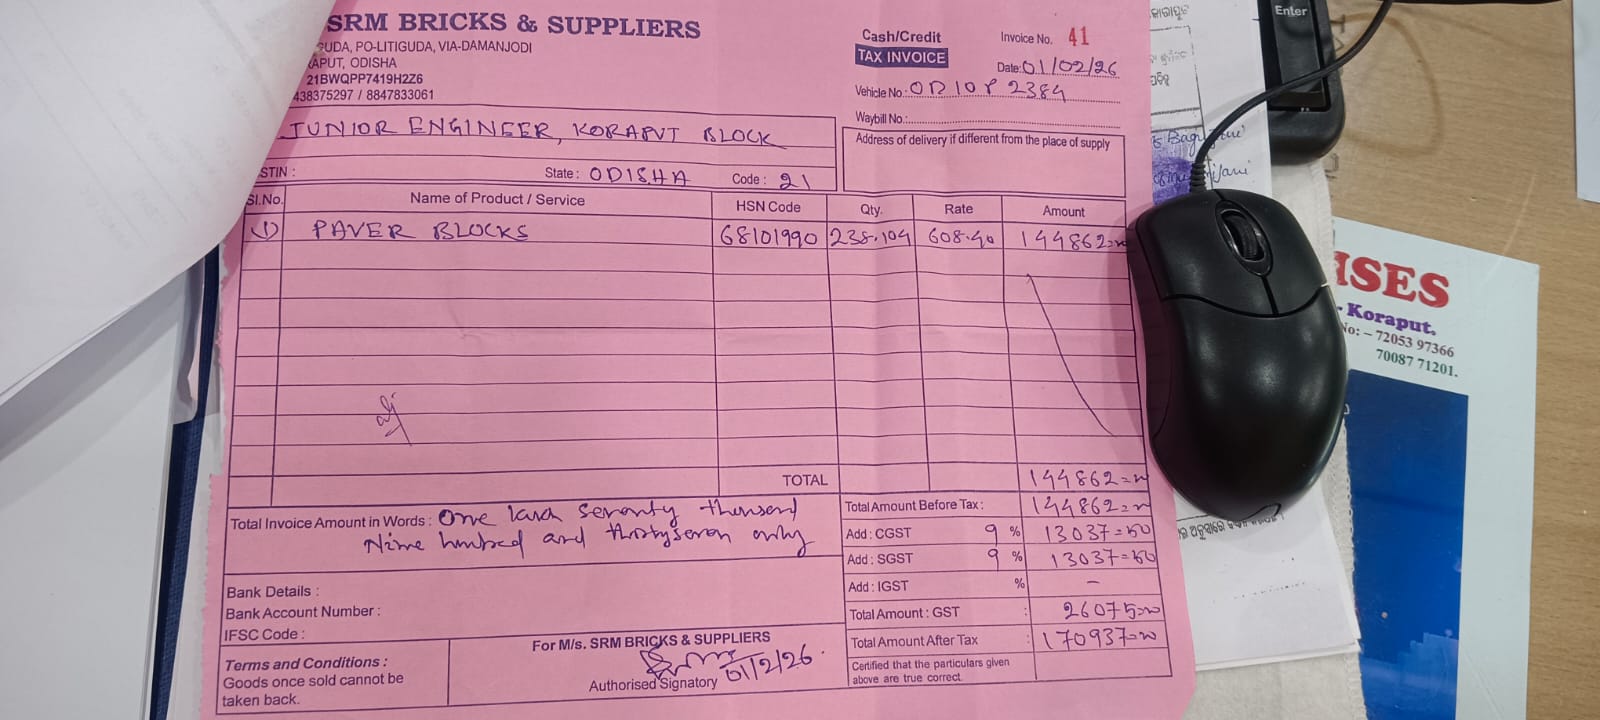 SRM BRICKS & SUPPLIERS
GUDA, PO-LITIGUDA, VIA-DAMANJODI
RAPUT, ODISHA
21BWQPP7419H2Z6
438375297 / 8847833061
Cash/Credit
TAX INVOICE
Invoice No. 41
Date: 01/02/26
Vehicle No.: OD10P 2384
Waybill No.:
JUNIOR ENGINEER, KORAPUT BLOCK
Address of delivery if different from the place of supply
STIN :
State : ODISHA Code : 21
Sl.No. Name of Product / Service HSN Code Qty. Rate Amount
1) PAVER BLOCKS 68101990 238.104 608.40 144862=00
TOTAL 144862=00
Total Invoice Amount in Words : One lakh seventy thousand
Nine hundred and thirtyseven only
Total Amount Before Tax : 144862=00
Add : CGST 9 % 13037=50
Add : SGST 9 % 13037=50
Add : IGST % –
Total Amount : GST : 26075=00
Total Amount After Tax : 170937=00
Certified that the particulars given
above are true correct.
Bank Details :
Bank Account Number :
IFSC Code :
Terms and Conditions :
Goods once sold cannot be
taken back.
For M/s. SRM BRICKS & SUPPLIERS
01/2/26
Authorised Signatory
Enter
ISES
- Koraput.
No: – 72053 97366
70087 71201.